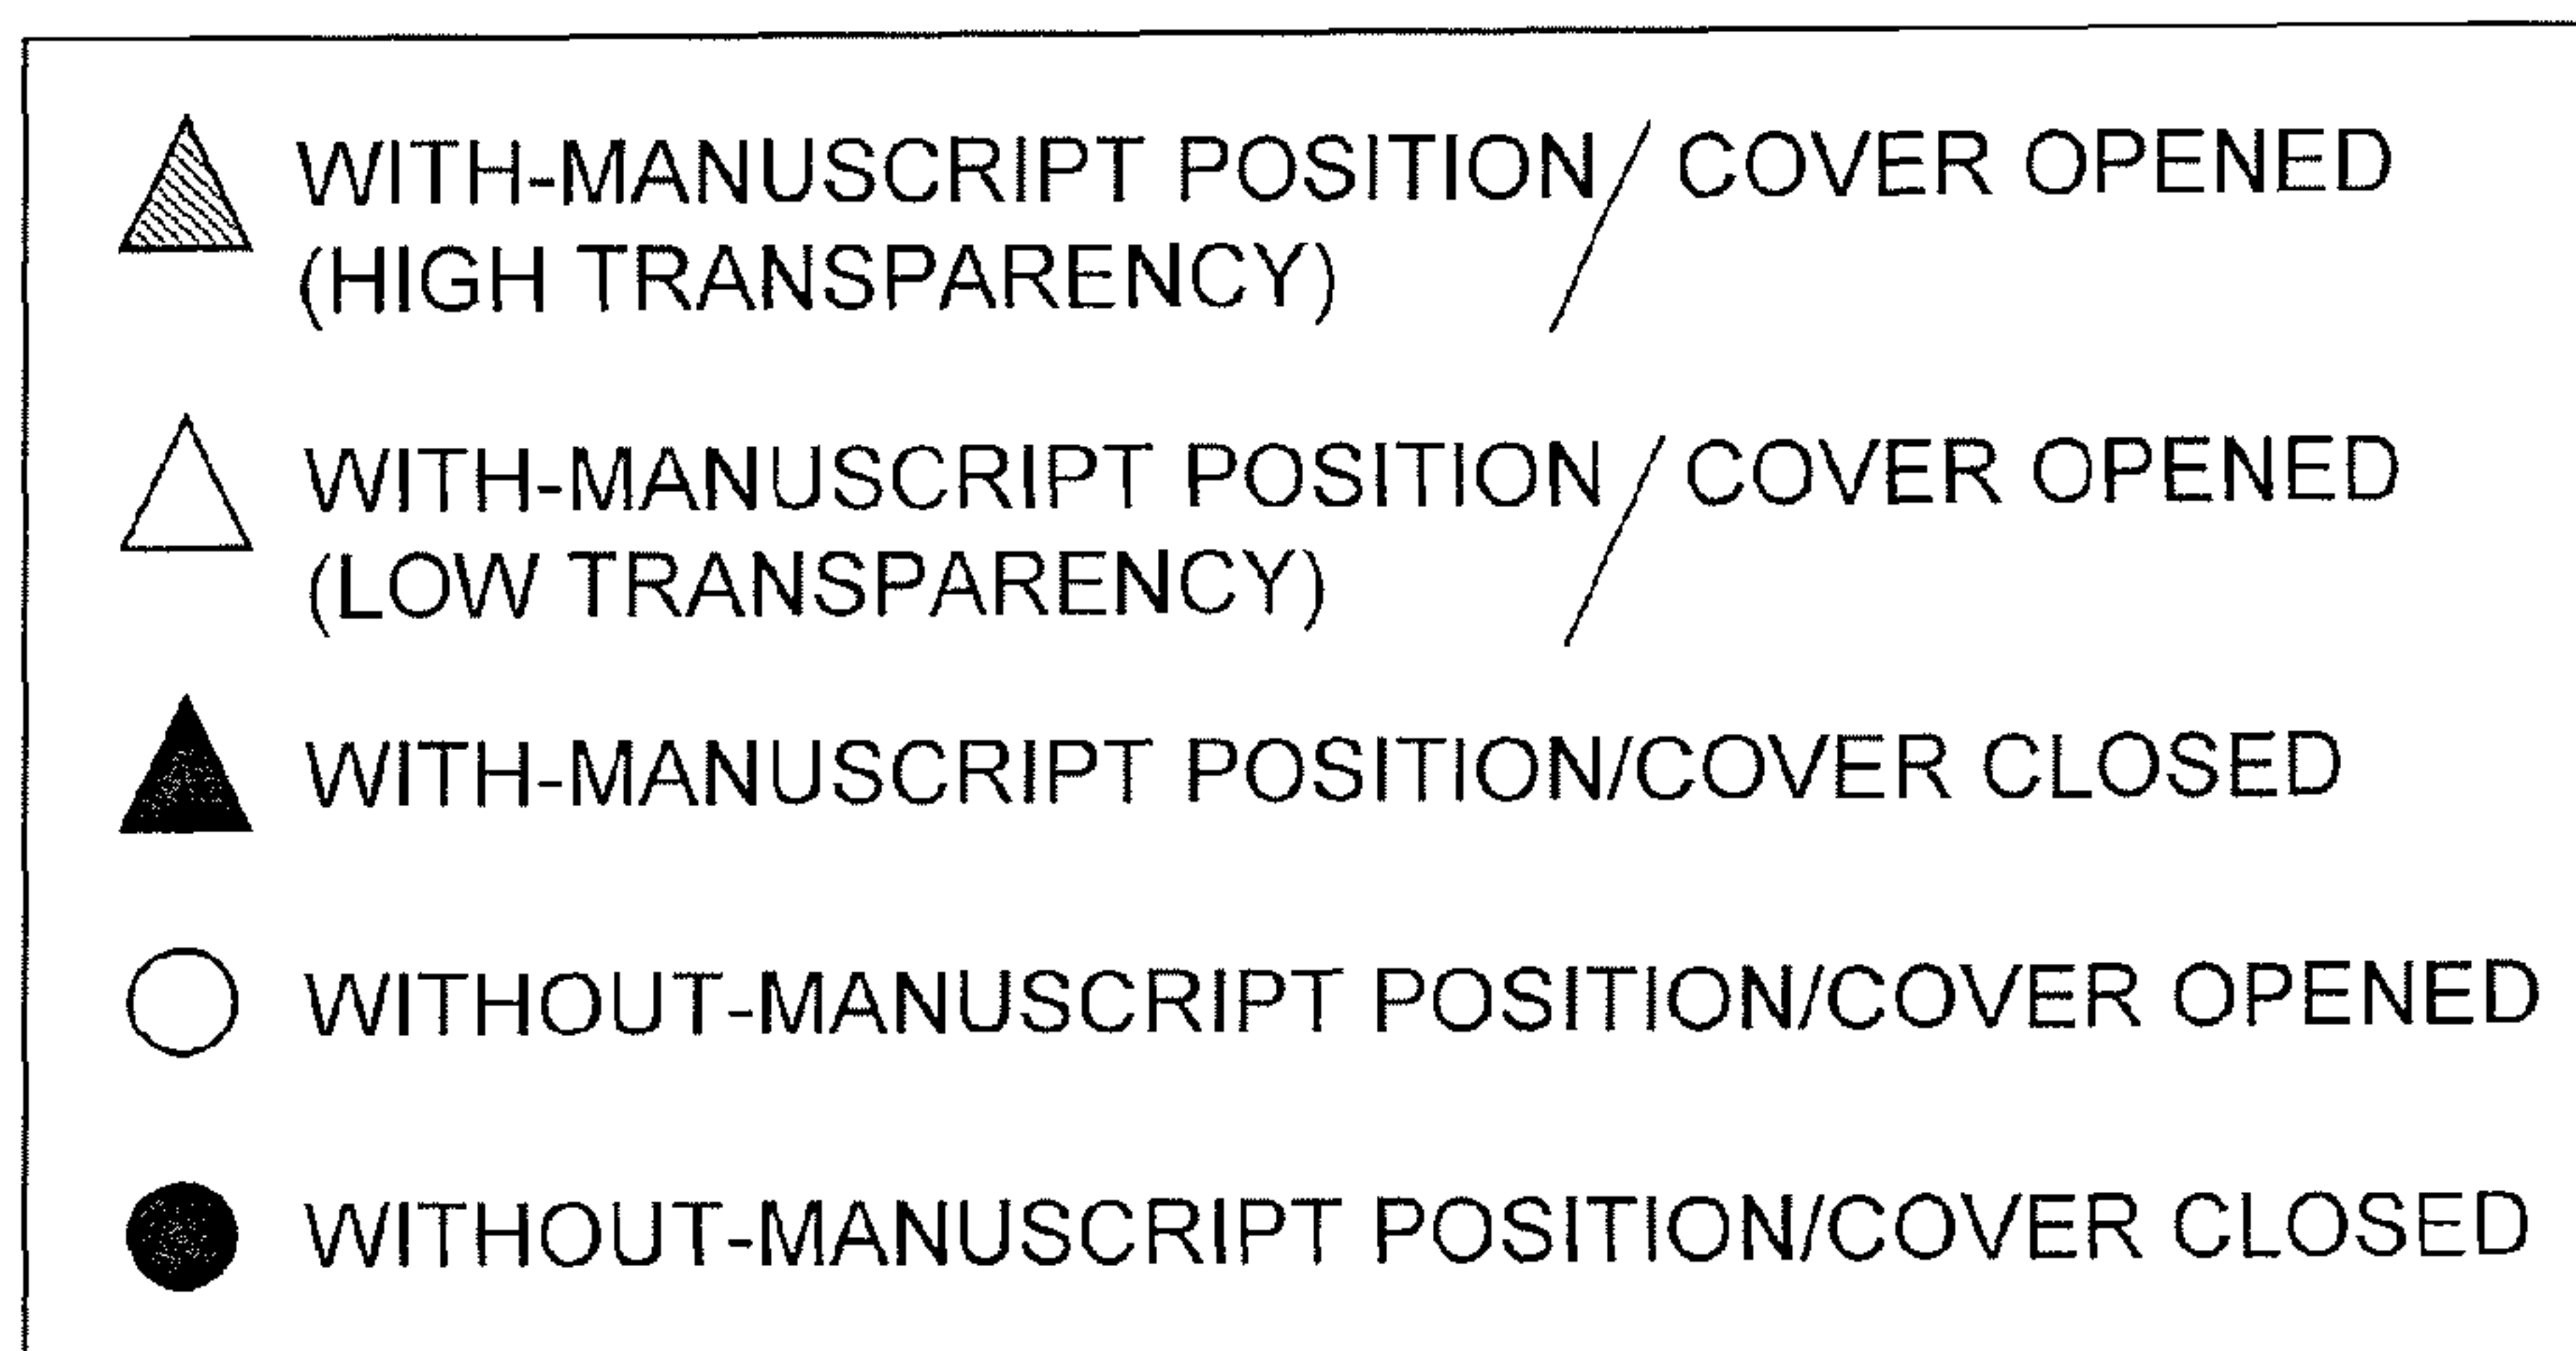 WITH-MANUSCRIPT POSITION / COVER OPENED
(HIGH TRANSPARENCY)
WITH-MANUSCRIPT POSITION / COVER OPENED
(LOW TRANSPARENCY)
WITH-MANUSCRIPT POSITION/COVER CLOSED
WITHOUT-MANUSCRIPT POSITION/COVER OPENED
WITHOUT-MANUSCRIPT POSITION/COVER CLOSED